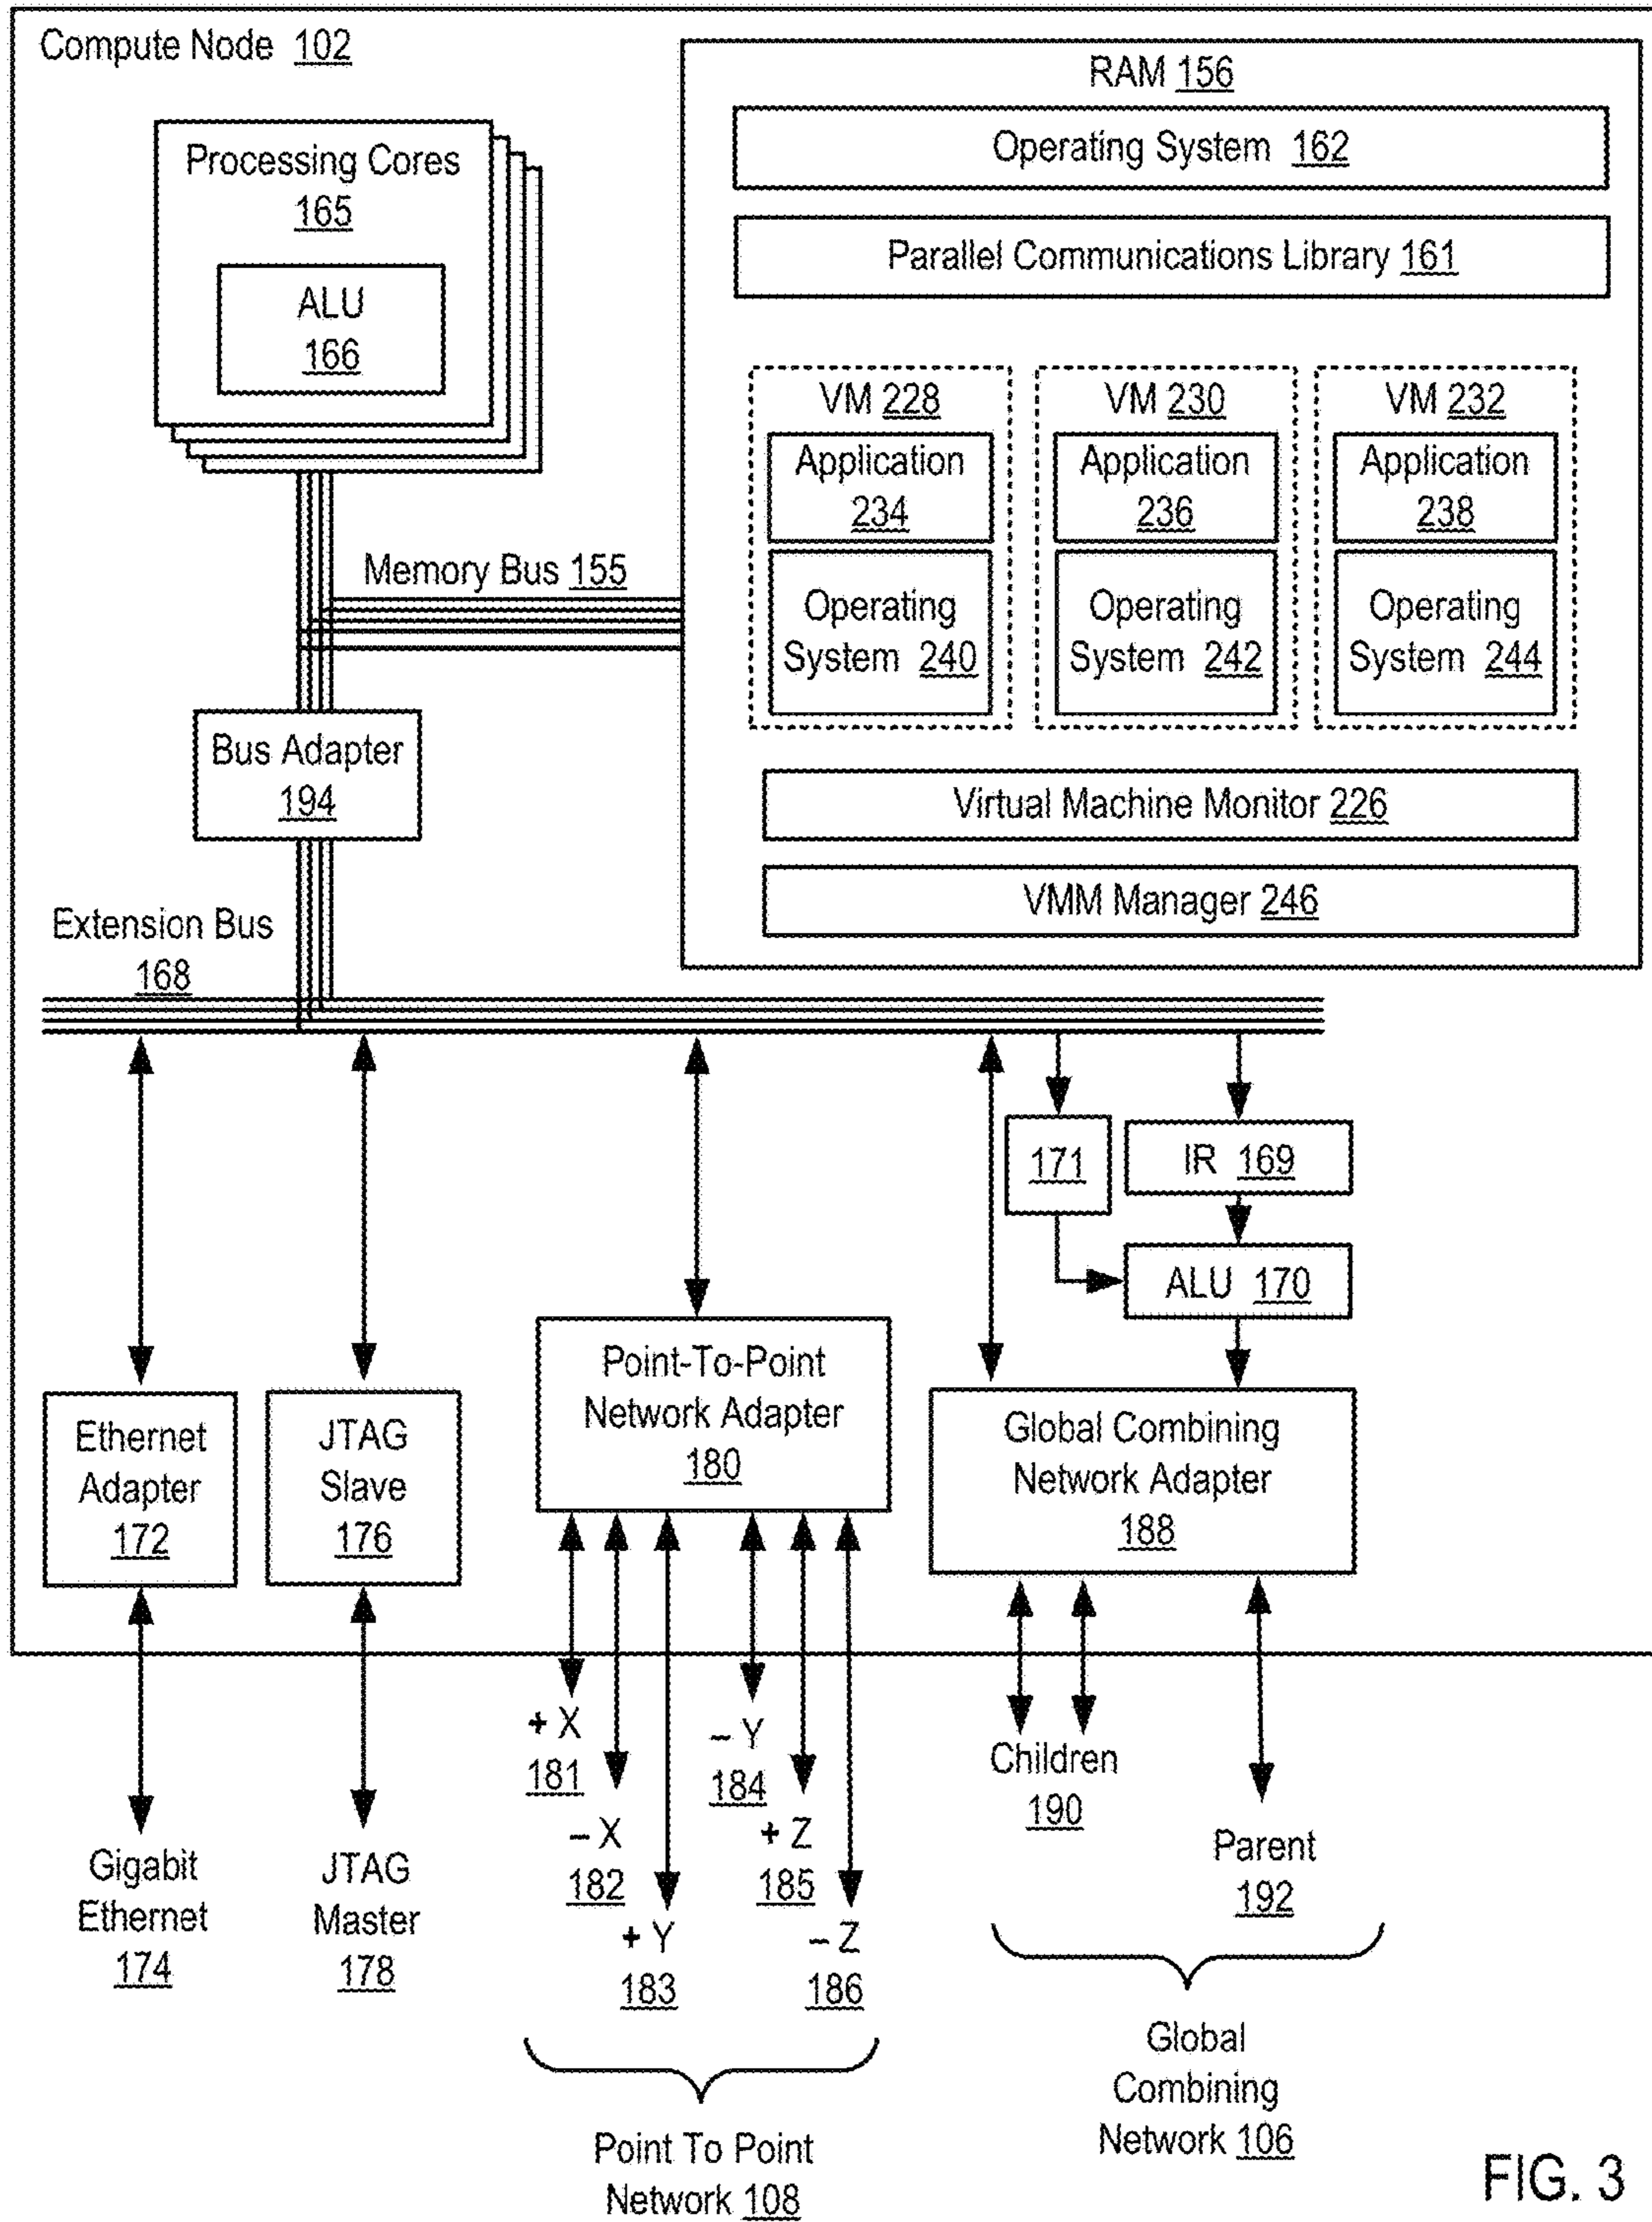 Compute Node 102
RAM 156
Operating System 162
Parallel Communications Library 161
Processing Cores
165
ALU
166
VM 228
Application
234
Operating
System 240
VM 230
Application
236
Operating
System 242
VM 232
Application
238
Operating
System 244
Memory Bus 155
Virtual Machine Monitor 226
VMM Manager 246
Bus Adapter
194
Extension Bus
168
171
IR 169
ALU 170
Ethernet
Adapter
172
JTAG
Slave
176
Point-To-Point
Network Adapter
180
Global Combining
Network Adapter
188
Gigabit
Ethernet
174
JTAG
Master
178
+ X
181
– X
182
+ Y
183
– Y
184
+ Z
185
– Z
186
Children
190
Parent
192
Point To Point
Network 108
Global
Combining
Network 106
FIG. 3